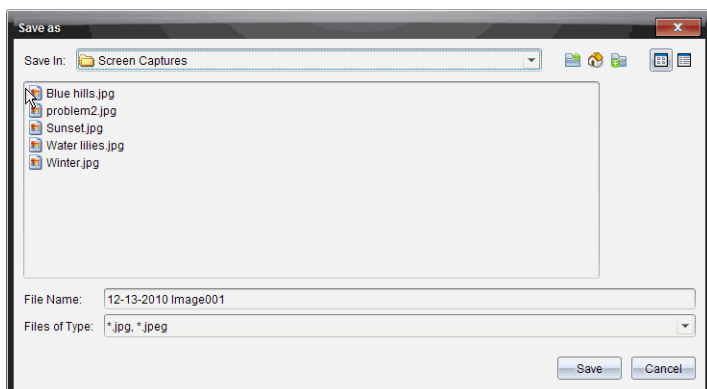 Save as
Save In: Screen Captures
Blue hills.jpg
problem2.jpg
Sunset.jpg
Water lilies.jpg
Winter.jpg
File Name: 12-13-2010 Image001
Files of Type: *.jpg, *.jpeg
Save Cancel